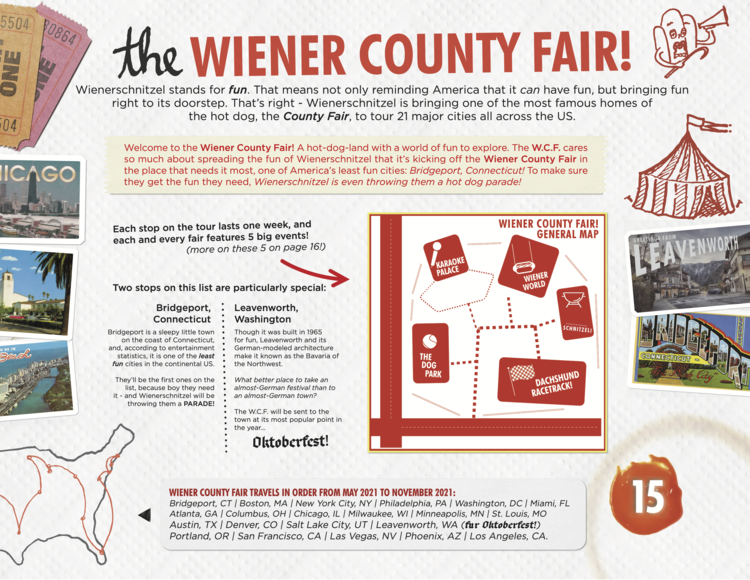 5504
ONE
504
0864
ONE
the WIENER COUNTY FAIR!
Wienerschnitzel stands for fun. That means not only reminding America that it can have fun, but bringing fun
right to its doorstep. That's right - Wienerschnitzel is bringing one of the most famous homes of
the hot dog, the County Fair, to tour 21 major cities all across the US.
Welcome to the Wiener County Fair! A hot-dog-land with a world of fun to explore. The W.C.F. cares
so much about spreading the fun of Wienerschnitzel that it's kicking off the Wiener County Fair in
the place that needs it most, one of America's least fun cities: Bridgeport, Connecticut! To make sure
they get the fun they need, Wienerschnitzel is even throwing them a hot dog parade!
ICAGO
Beach
Each stop on the tour lasts one week, and
each and every fair features 5 big events!
(more on these 5 on page 16!)
Two stops on this list are particularly special:
Bridgeport,
Connecticut
Bridgeport is a sleepy little town
on the coast of Connecticut,
and, according to entertainment
statistics, it is one of the least
fun cities in the continental US.
They'll be the first ones on the
list, because boy they need
it - and Wienerschnitzel will be
throwing them a PARADE!
Leavenworth,
Washington
Though it was built in 1965
for fun, Leavenworth and its
German-modeled architecture
make it known as the Bavaria of
the Northwest.
What better place to take an
almost-German festival than to
an almost-German town?
The W.C.F. will be sent to the
town at its most popular point in
the year...
Oktoberfest!
WIENER COUNTY FAIR!
GENERAL MAP
KARAOKE
PALACE
WIENER
WORLD
SCHNITZEL!
THE
DOG
PARK
DACHSHUND
RACETRACK!
GREETINGS FROM
LEAVENWORTH
BRIDGEPORT
CONNECTICUT
WIENER COUNTY FAIR TRAVELS IN ORDER FROM MAY 2021 TO NOVEMBER 2021:
Bridgeport, CT | Boston, MA | New York City, NY | Philadelphia, PA | Washington, DC | Miami, FL
Atlanta, GA | Columbus, OH | Chicago, IL | Milwaukee, WI | Minneapolis, MN | St. Louis, MO
Austin, TX | Denver, CO | Salt Lake City, UT | Leavenworth, WA (fur Oktoberfest!)
Portland, OR | San Francisco, CA | Las Vegas, NV | Phoenix, AZ | Los Angeles, CA.
15